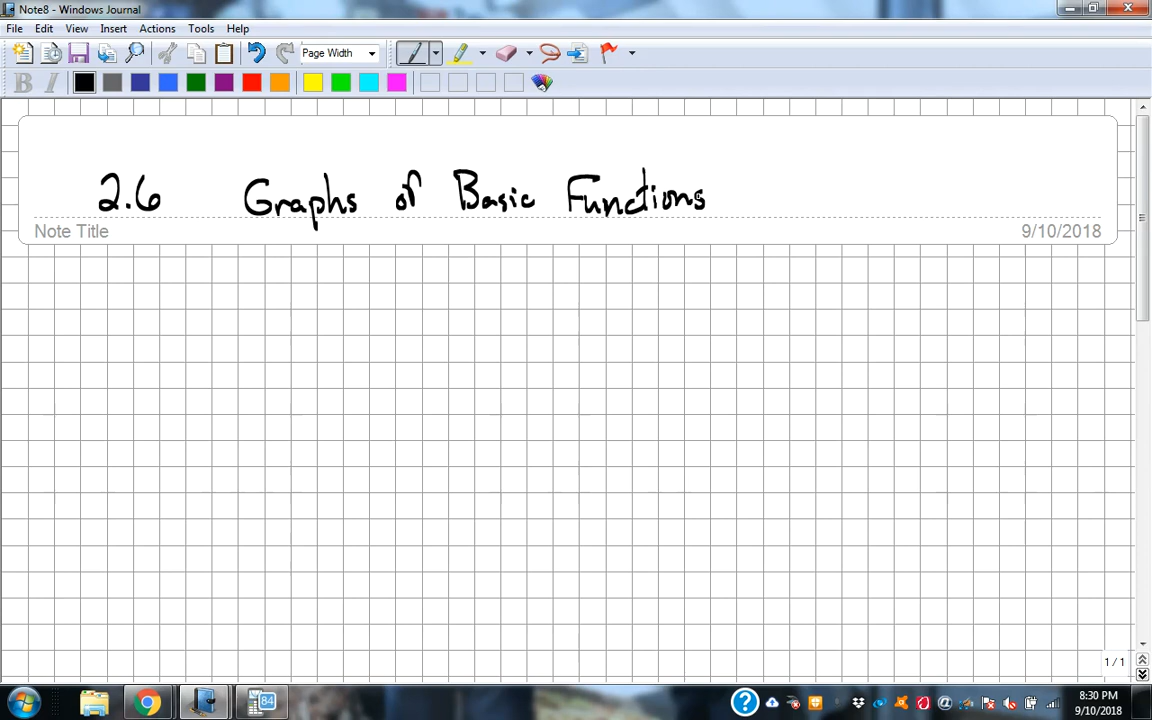 Note8 - Windows Journal
File Edit View Insert Actions Tools Help
Page Width
B I
2.6 Graphs of Basic Functions
Note Title 9/10/2018
1 / 1
84
8:30 PM
9/10/2018